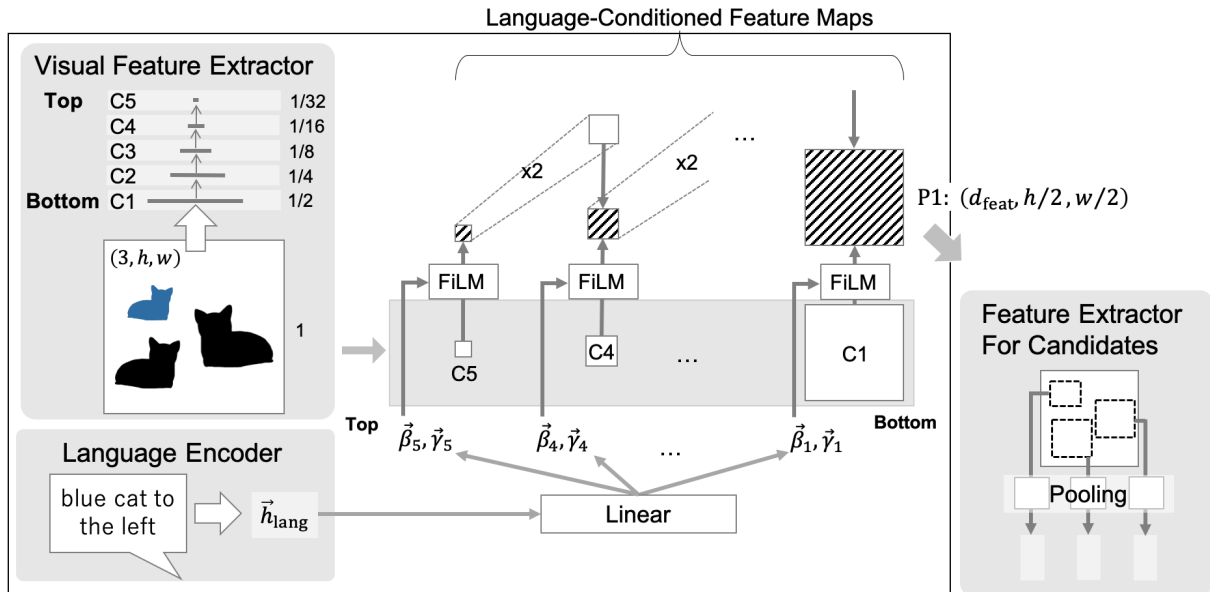 Language-Conditioned Feature Maps
Visual Feature Extractor
Top
C5
1/32
C4
1/16
C3
1/8
C2
1/4
Bottom
C1
1/2
(3, h, w)
1
x2
x2
...
P1: (d_feat, h/2, w/2)
FiLM
FiLM
FiLM
C5
C4
...
C1
Top
Bottom
β⃗₅, γ⃗₅
β⃗₄, γ⃗₄
...
β⃗₁, γ⃗₁
Linear
Language Encoder
blue cat to
the left
h⃗_lang
Feature Extractor
For Candidates
Pooling